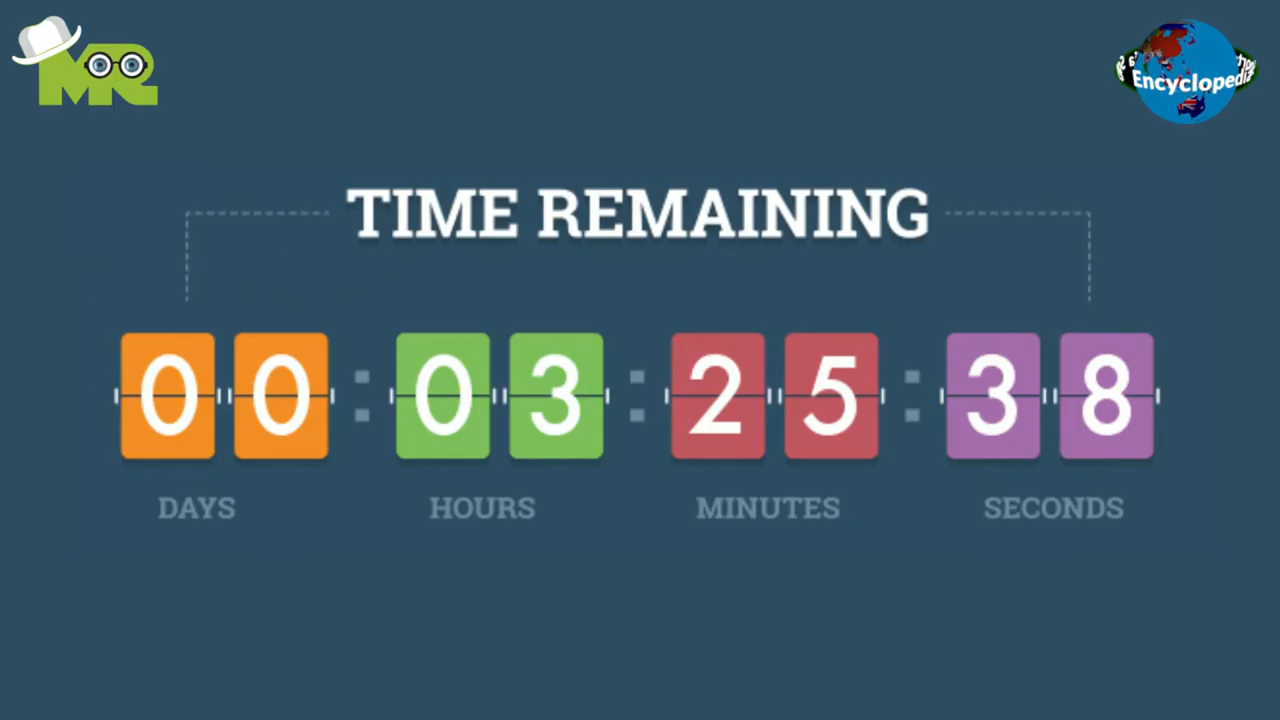 MR
Encyclopedia
TIME REMAINING
00 : 03 : 25 : 38
DAYS HOURS MINUTES SECONDS